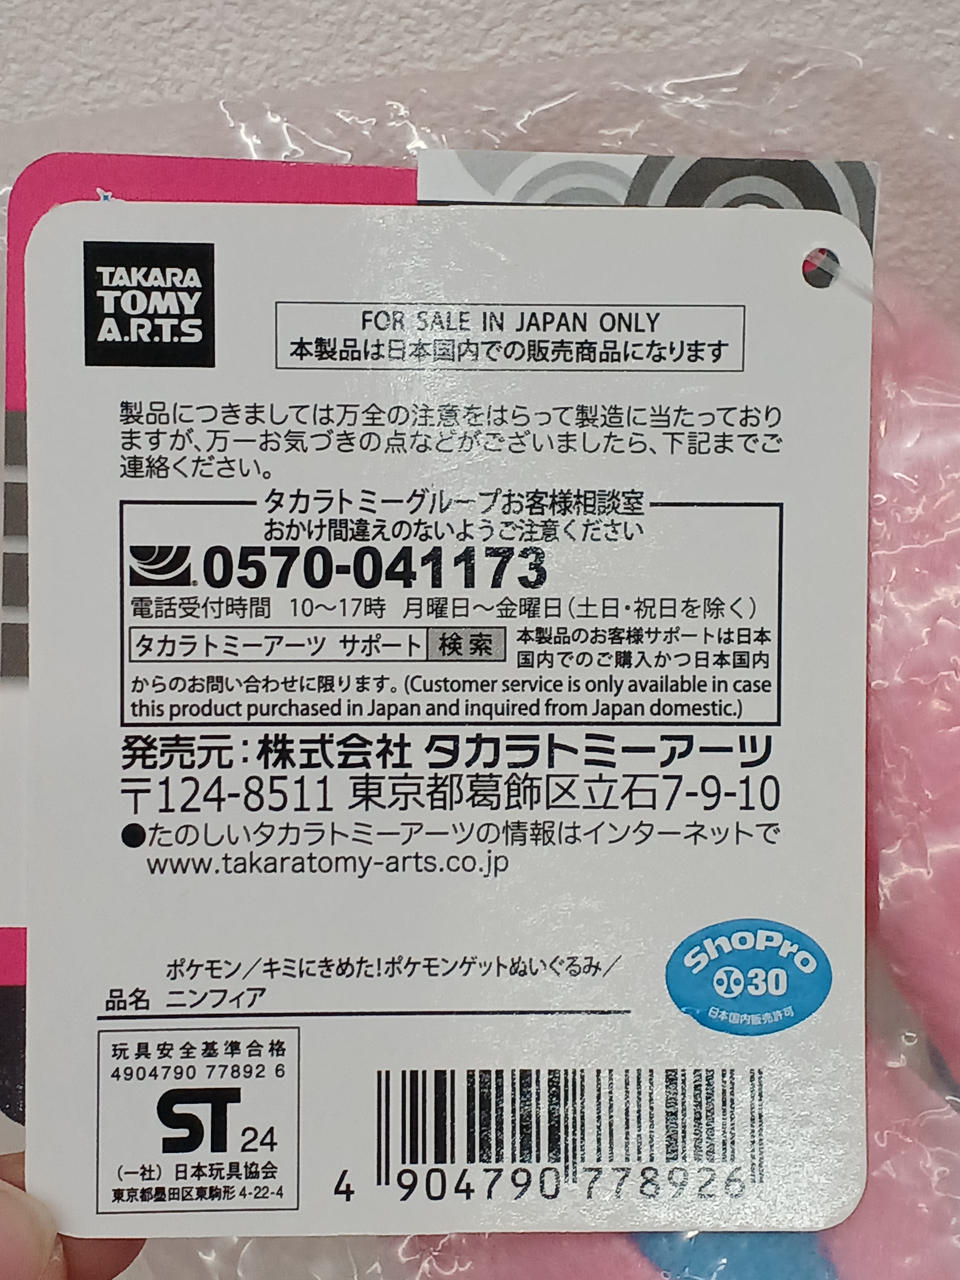 TAKARA
TOMY
A.R.T.S
FOR SALE IN JAPAN ONLY
本製品は日本国内での販売商品になります
製品につきましては万全の注意をはらって製造に当たっており
ますが、万一お気づきの点などがございましたら、下記までご
連絡ください。
タカラトミーグループお客様相談室
おかけ間違えのないようご注意ください
0570-041173
電話受付時間 10～17時 月曜日～金曜日（土日・祝日を除く）
タカラトミーアーツ サポート 検索
本製品のお客様サポートは日本
国内でのご購入かつ日本国内
からのお問い合わせに限ります。(Customer service is only available in case
this product purchased in Japan and inquired from Japan domestic.)
発売元：株式会社 タカラトミーアーツ
〒124-8511 東京都葛飾区立石7-9-10
●たのしいタカラトミーアーツの情報はインターネットで
www.takaratomy-arts.co.jp
ShoPro
30
日本国内販売許可
ポケモン／キミにきめた!ポケモンゲットぬいぐるみ／
品名 ニンフィア
玩具安全基準合格
4904790 77892 6
ST 24
（一社）日本玩具協会
東京都墨田区東駒形4-22-4
4 904790 778926